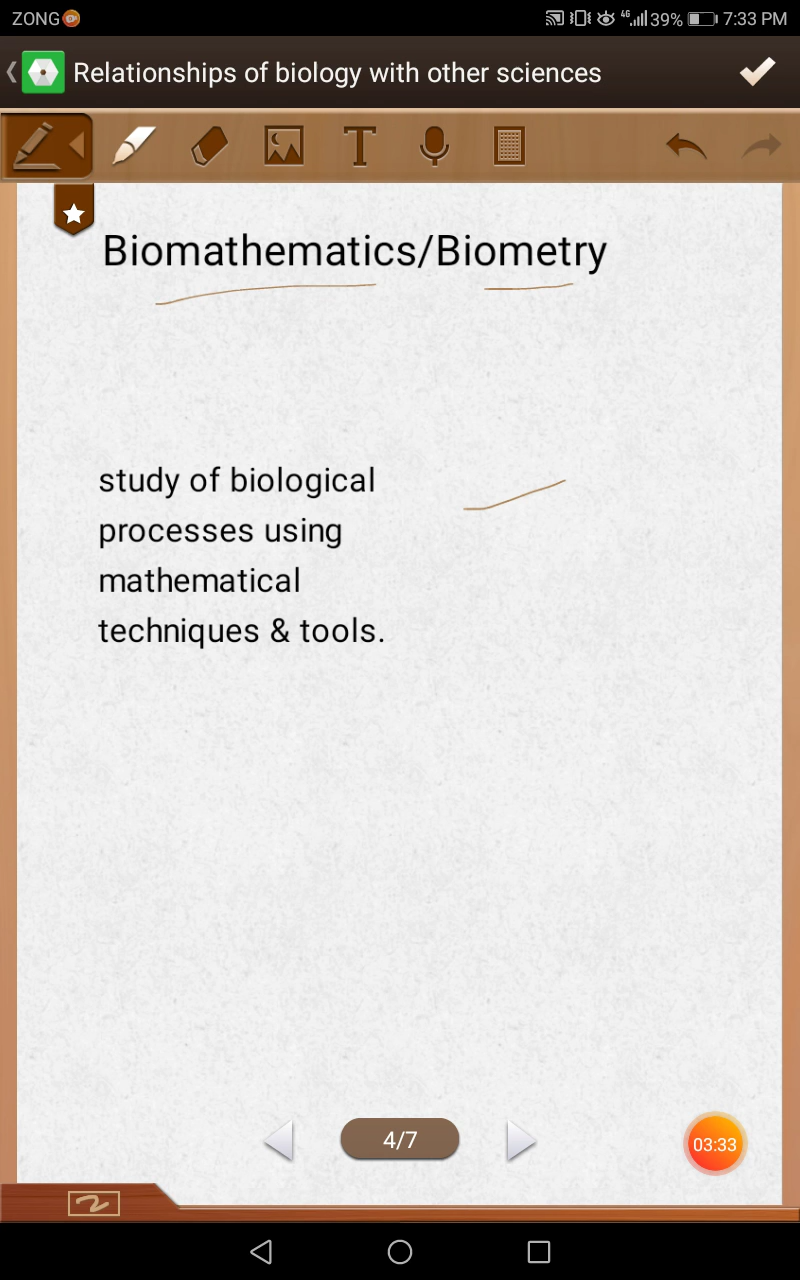 ZONG 39% 7:33 PM
Relationships of biology with other sciences
Biomathematics/Biometry
study of biological
processes using
mathematical
techniques & tools.
4/7
03:33